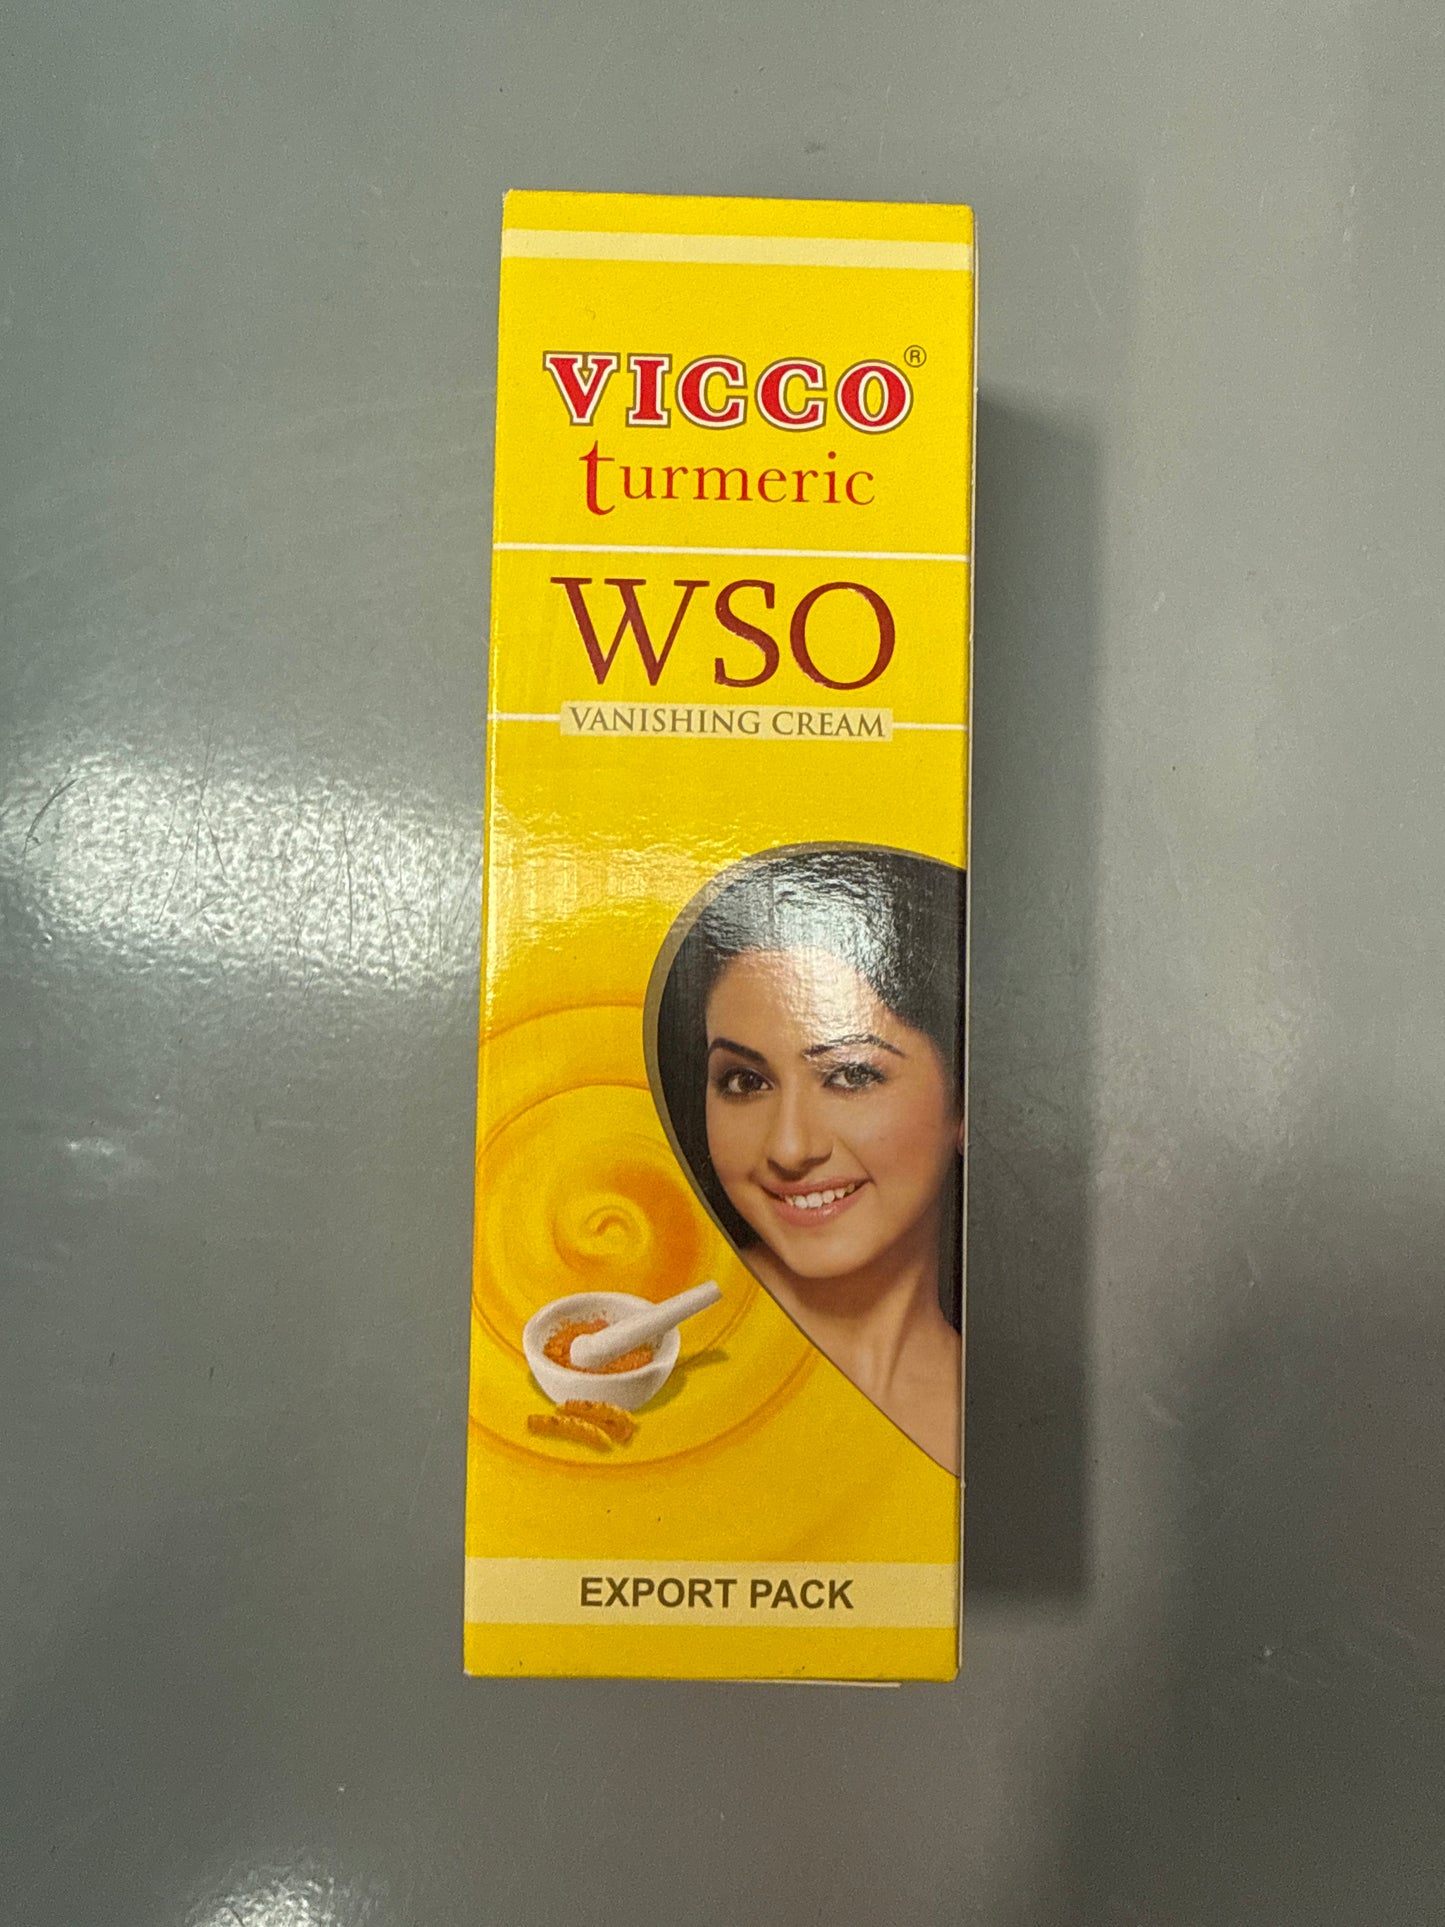 VICCO®
turmeric
WSO
VANISHING CREAM
EXPORT PACK